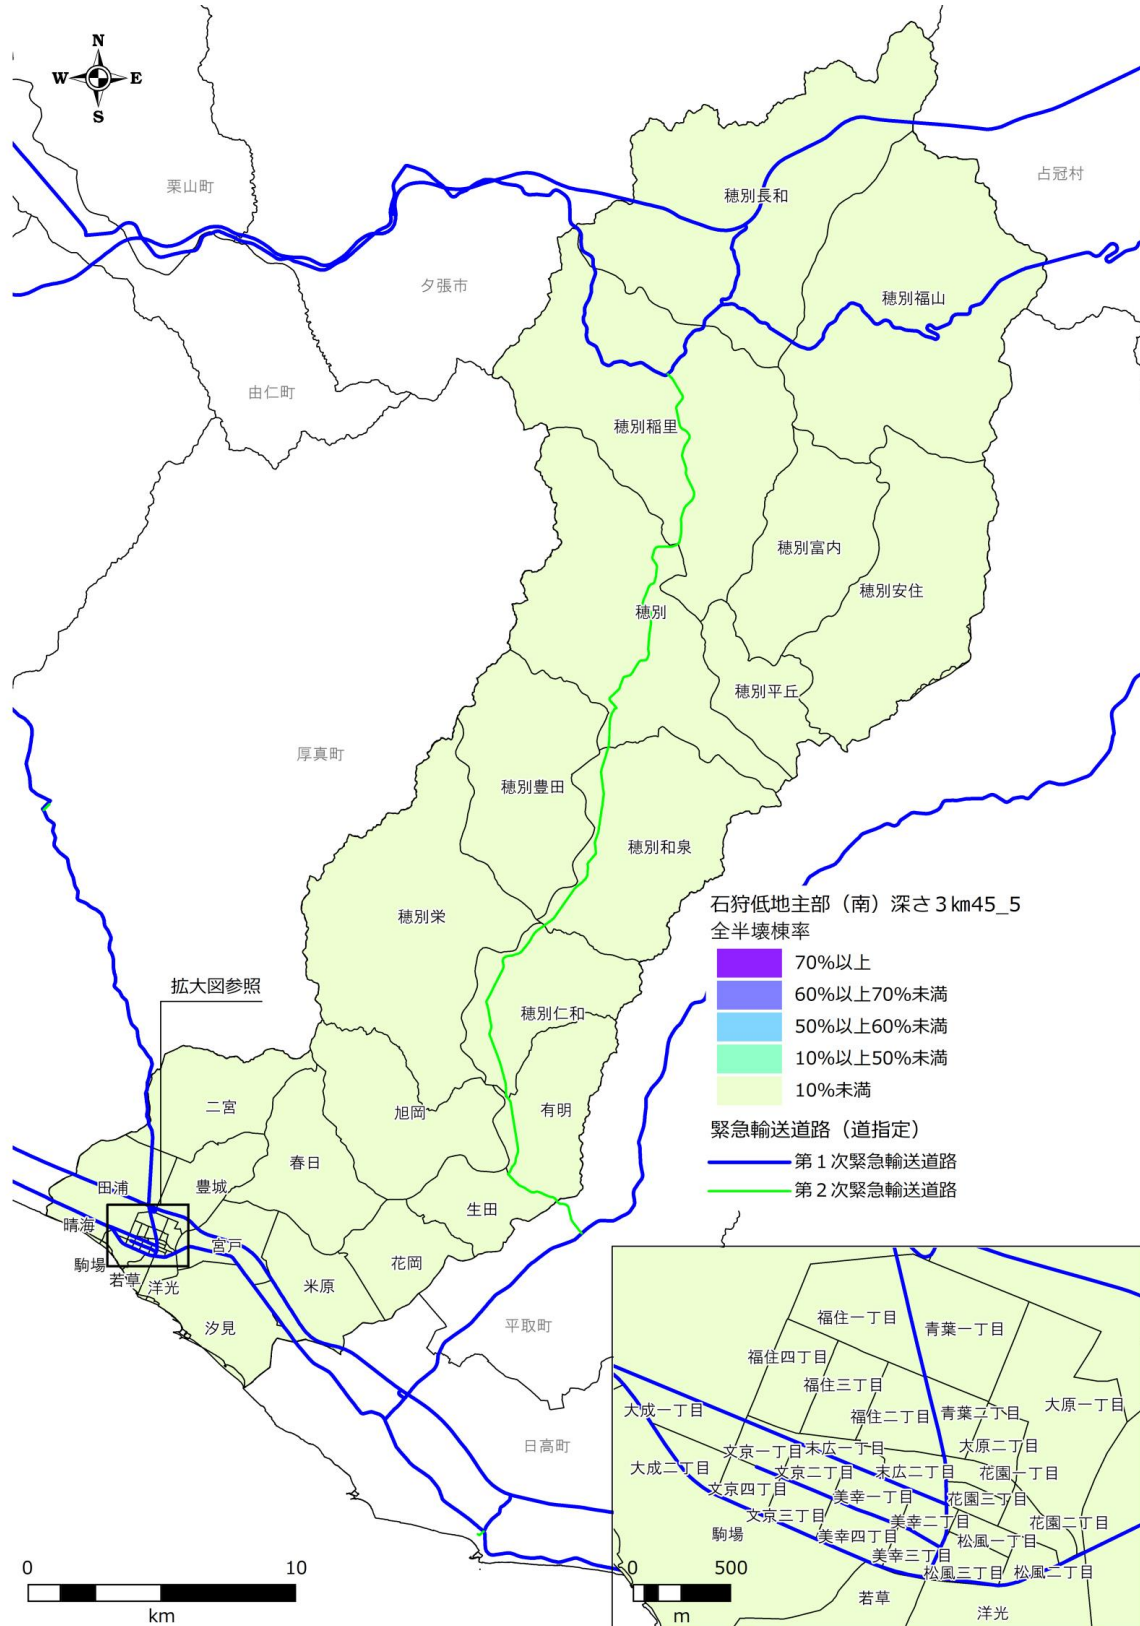 N
W
E
S
栗山町
占冠村
穂別長和
夕張市
穂別福山
由仁町
穂別稲里
穂別富内
穂別安住
穂別
穂別平丘
厚真町
穂別豊田
穂別和泉
穂別栄
穂別仁和
拡大図参照
石狩低地主部（南）深さ３㎞45_5
全半壊棟率
70%以上
60%以上70%未満
50%以上60%未満
10%以上50%未満
10%未満
緊急輸送道路（道指定）
第１次緊急輸送道路
第２次緊急輸送道路
二宮
旭岡
有明
春日
田浦
豊城
生田
晴海
宮戸
花岡
駒場
若草
洋光
米原
汐見
平取町
日高町
福住一丁目
青葉一丁目
福住四丁目
福住三丁目
大原一丁目
大成一丁目
福住二丁目
青葉二丁目
文京一丁目
末広一丁目
大原二丁目
大成二丁目
文京二丁目
末広二丁目
花園一丁目
文京四丁目
美幸一丁目
花園三丁目
文京三丁目
美幸二丁目
花園二丁目
駒場
美幸四丁目
松風一丁目
美幸三丁目
松風三丁目
松風二丁目
若草
洋光
0
10
km
0
500
m